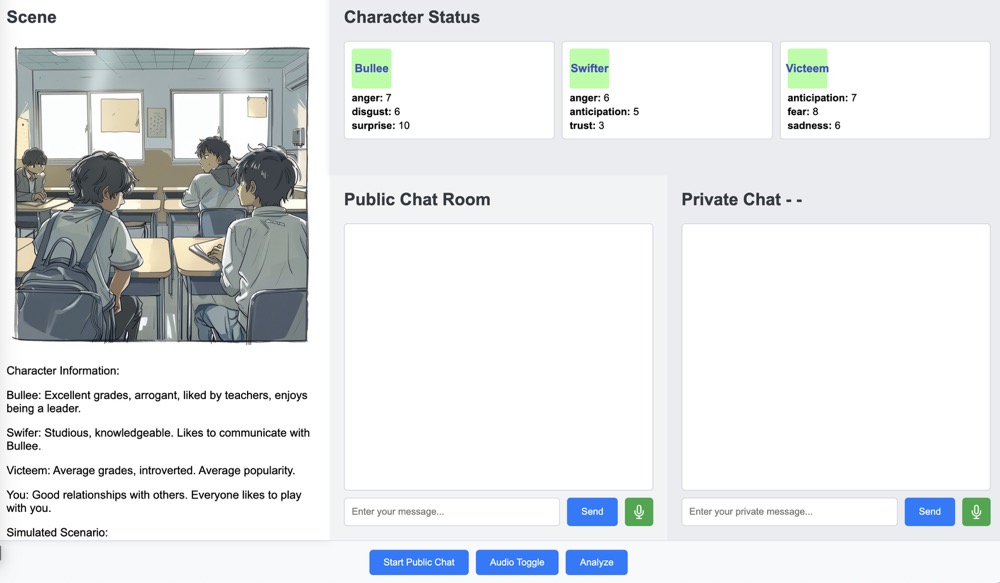 Scene
Character Information:
Bullee: Excellent grades, arrogant, liked by teachers, enjoys
being a leader.
Swifer: Studious, knowledgeable. Likes to communicate with
Bullee.
Victeem: Average grades, introverted. Average popularity.
You: Good relationships with others. Everyone likes to play
with you.
Simulated Scenario:
Character Status
Bullee
anger: 7
disgust: 6
surprise: 10
Swifter
anger: 6
anticipation: 5
trust: 3
Victeem
anticipation: 7
fear: 8
sadness: 6
Public Chat Room
Enter your message...
Send
Private Chat - -
Enter your private message...
Send
Start Public Chat
Audio Toggle
Analyze